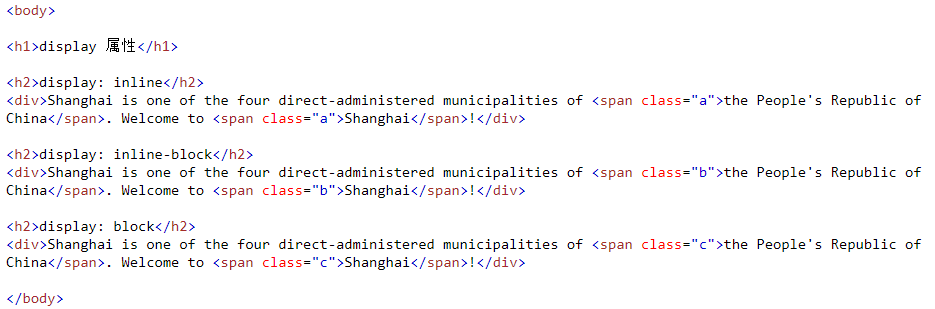 <body>
<h1>display 属性</h1>
<h2>display: inline</h2>
<div>Shanghai is one of the four direct-administered municipalities of <span class="a">the People's Republic of
China</span>. Welcome to <span class="a">Shanghai</span>!</div>
<h2>display: inline-block</h2>
<div>Shanghai is one of the four direct-administered municipalities of <span class="b">the People's Republic of
China</span>. Welcome to <span class="b">Shanghai</span>!</div>
<h2>display: block</h2>
<div>Shanghai is one of the four direct-administered municipalities of <span class="c">the People's Republic of
China</span>. Welcome to <span class="c">Shanghai</span>!</div>
</body>